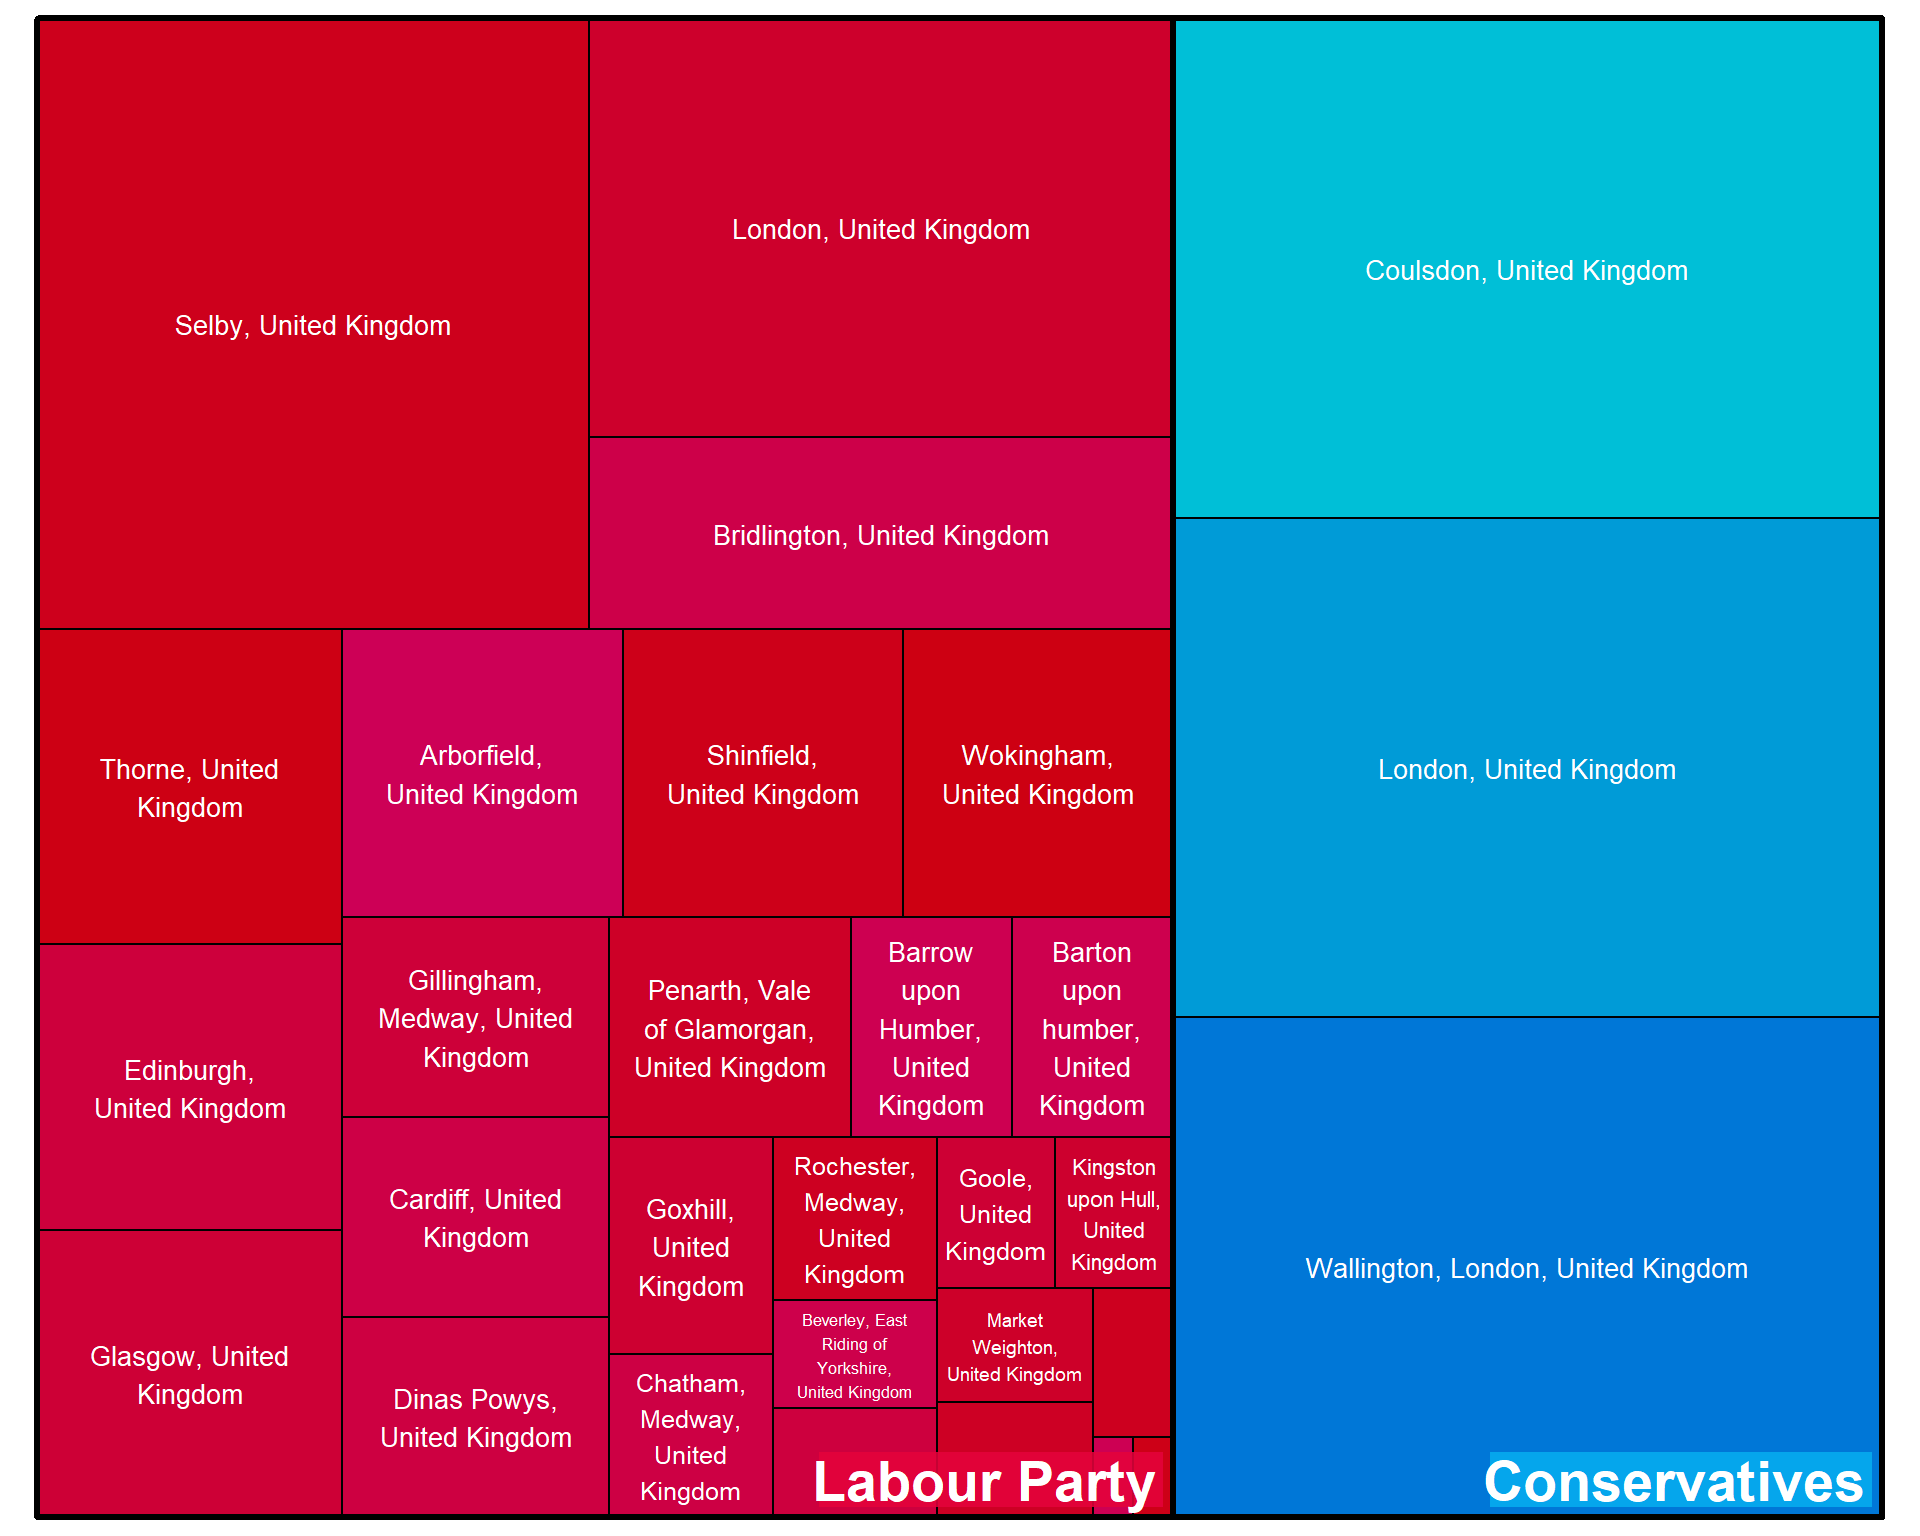 Selby, United Kingdom
London, United Kingdom
Bridlington, United Kingdom
Thorne, United
Kingdom
Arborfield,
United Kingdom
Shinfield,
United Kingdom
Wokingham,
United Kingdom
Edinburgh,
United Kingdom
Glasgow, United
Kingdom
Gillingham,
Medway, United
Kingdom
Cardiff, United
Kingdom
Dinas Powys,
United Kingdom
Penarth, Vale
of Glamorgan,
United Kingdom
Barrow
upon
Humber,
United
Kingdom
Barton
upon
humber,
United
Kingdom
Goxhill,
United
Kingdom
Chatham,
Medway,
United
Kingdom
Rochester,
Medway,
United
Kingdom
Beverley, East
Riding of
Yorkshire,
United Kingdom
Goole,
United
Kingdom
Kingston
upon Hull,
United
Kingdom
Market
Weighton,
United Kingdom
Labour Party
Coulsdon, United Kingdom
London, United Kingdom
Wallington, London, United Kingdom
Conservatives